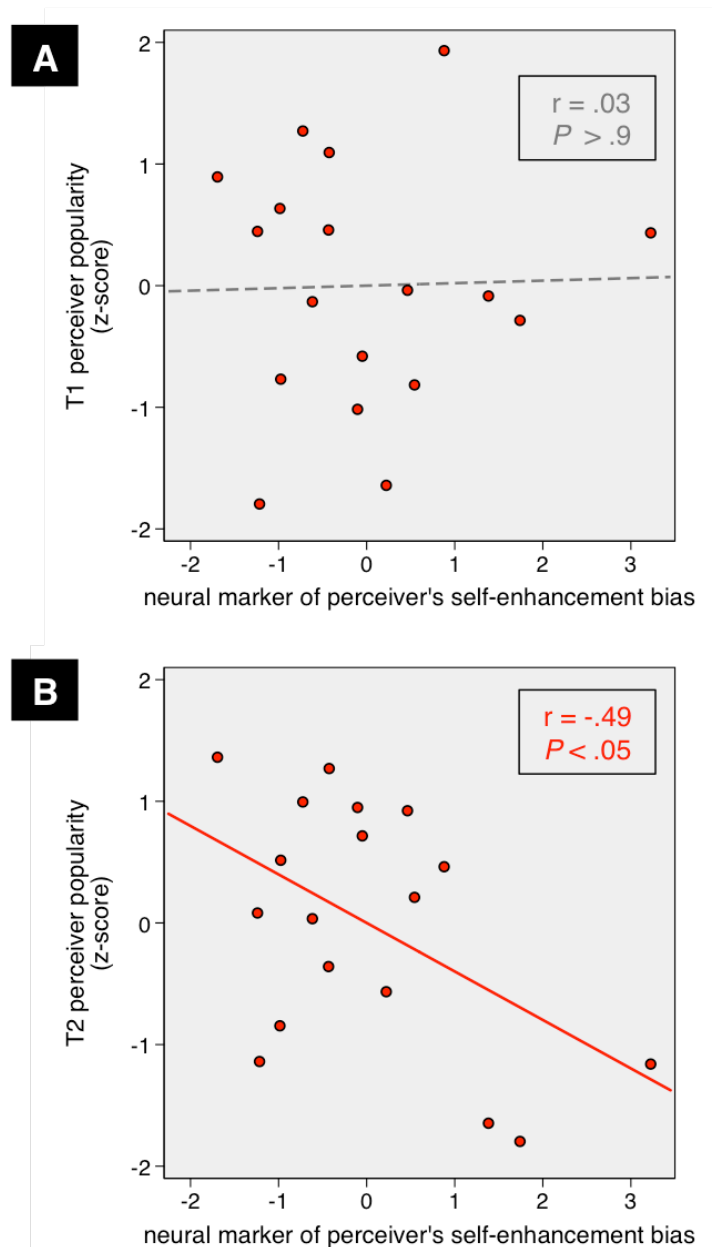 A
2
1
0
-1
-2
T1 perceiver popularity
(z-score)
r = .03
P > .9
-2 -1 0 1 2 3
neural marker of perceiver's self-enhancement bias
B
2
1
0
-1
-2
T2 perceiver popularity
(z-score)
r = -.49
P < .05
-2 -1 0 1 2 3
neural marker of perceiver's self-enhancement bias